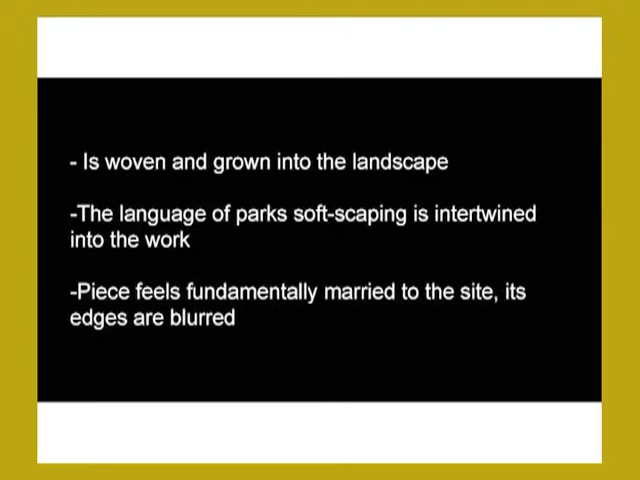 - Is woven and grown into the landscape
-The language of parks soft-scaping is intertwined
into the work
-Piece feels fundamentally married to the site, its
edges are blurred